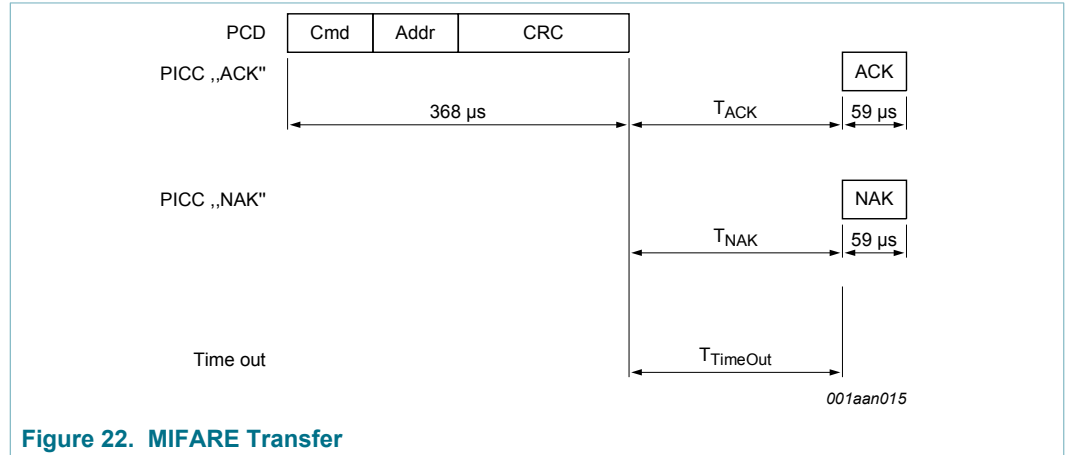 PCD Cmd Addr CRC
PICC ,,ACK" ACK
368 µs TACK 59 µs
PICC ,,NAK" NAK
TNAK 59 µs
Time out TTimeOut
001aan015
Figure 22. MIFARE Transfer